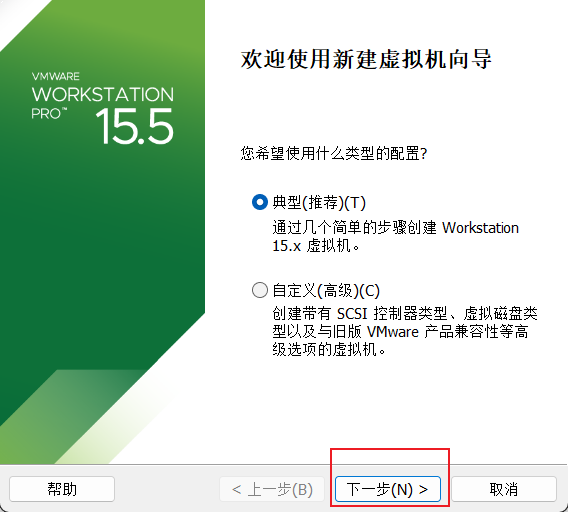 欢迎使用新建虚拟机向导
VMWARE
WORKSTATION
PRO™
15.5
您希望使用什么类型的配置?
典型(推荐)(T)
通过几个简单的步骤创建 Workstation
15.x 虚拟机。
自定义(高级)(C)
创建带有 SCSI 控制器类型、虚拟磁盘类
型以及与旧版 VMware 产品兼容性等高
级选项的虚拟机。
帮助
< 上一步(B)
下一步(N) >
取消